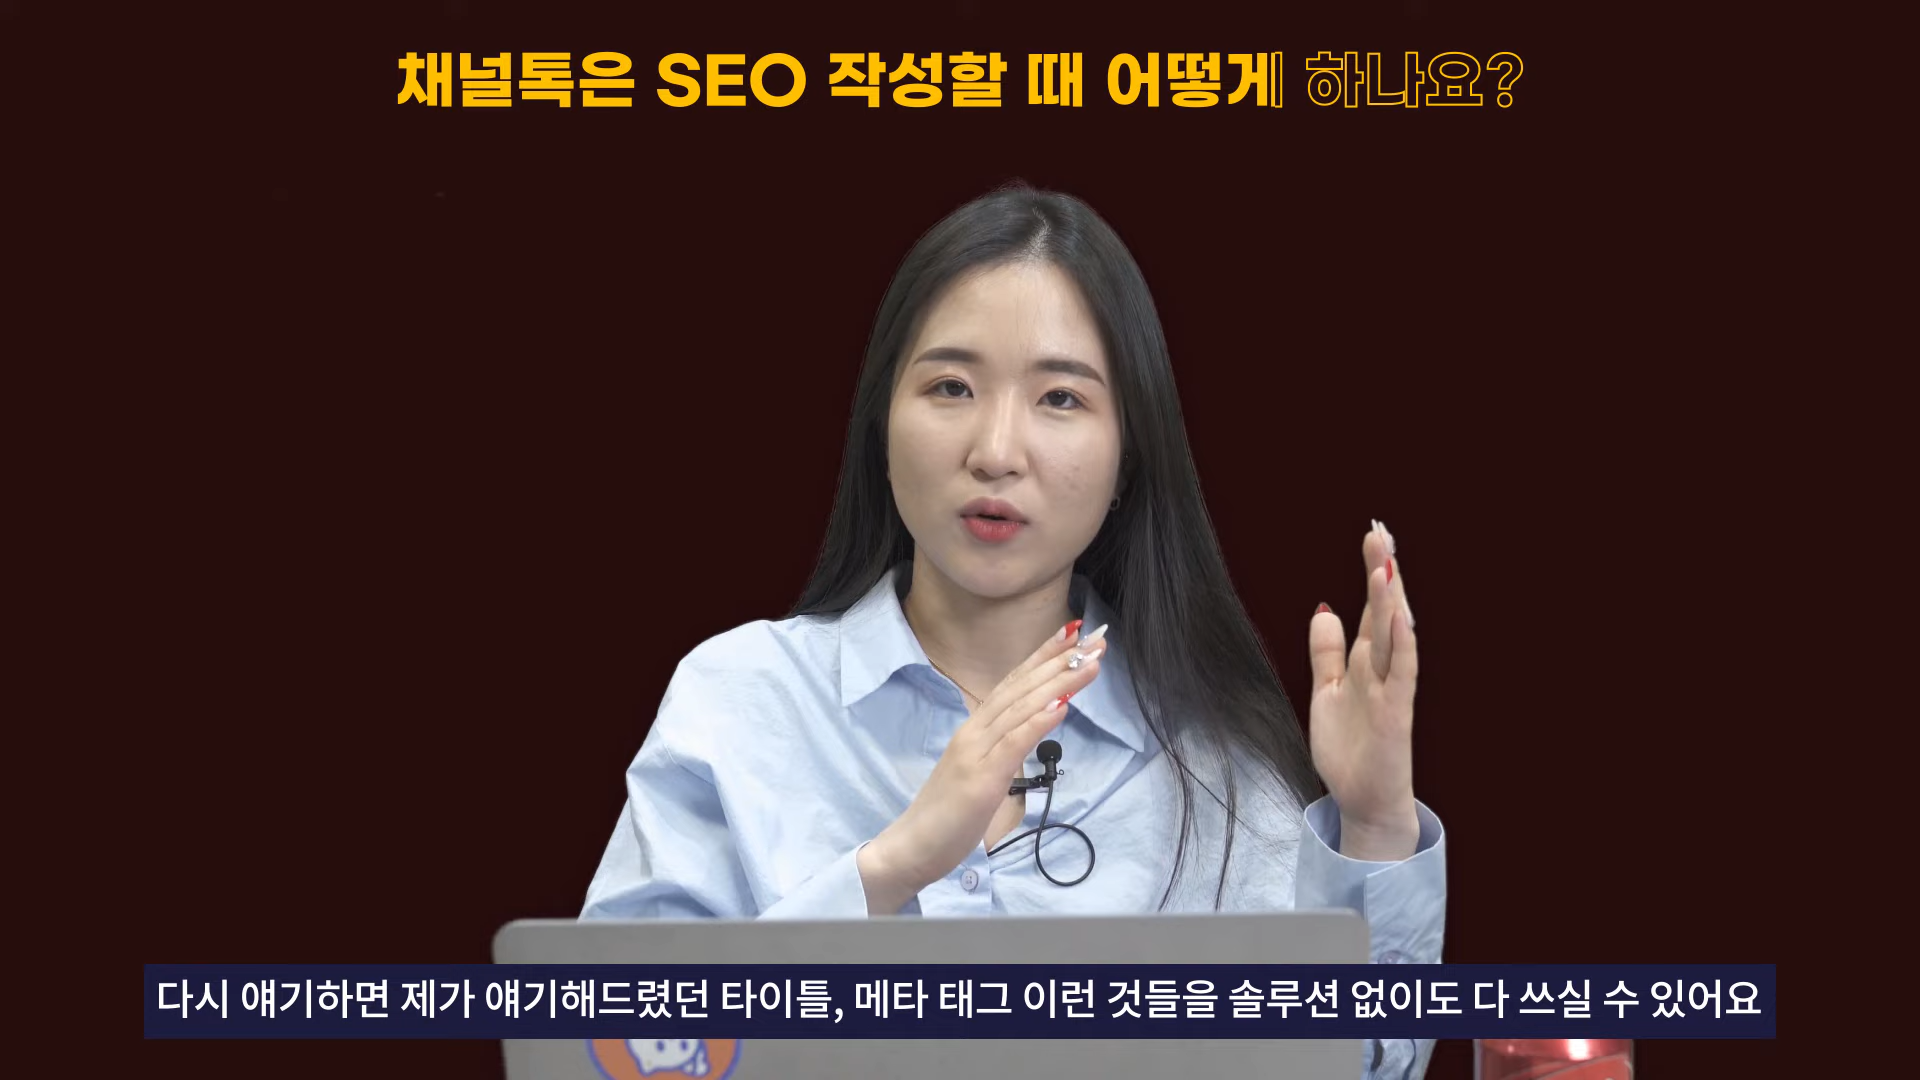 채널톡은 SEO 작성할 때 어떻게 하나요?
다시 얘기하면 제가 얘기해드렸던 타이틀, 메타 태그 이런 것들을 솔루션 없이도 다 쓰실 수 있어요